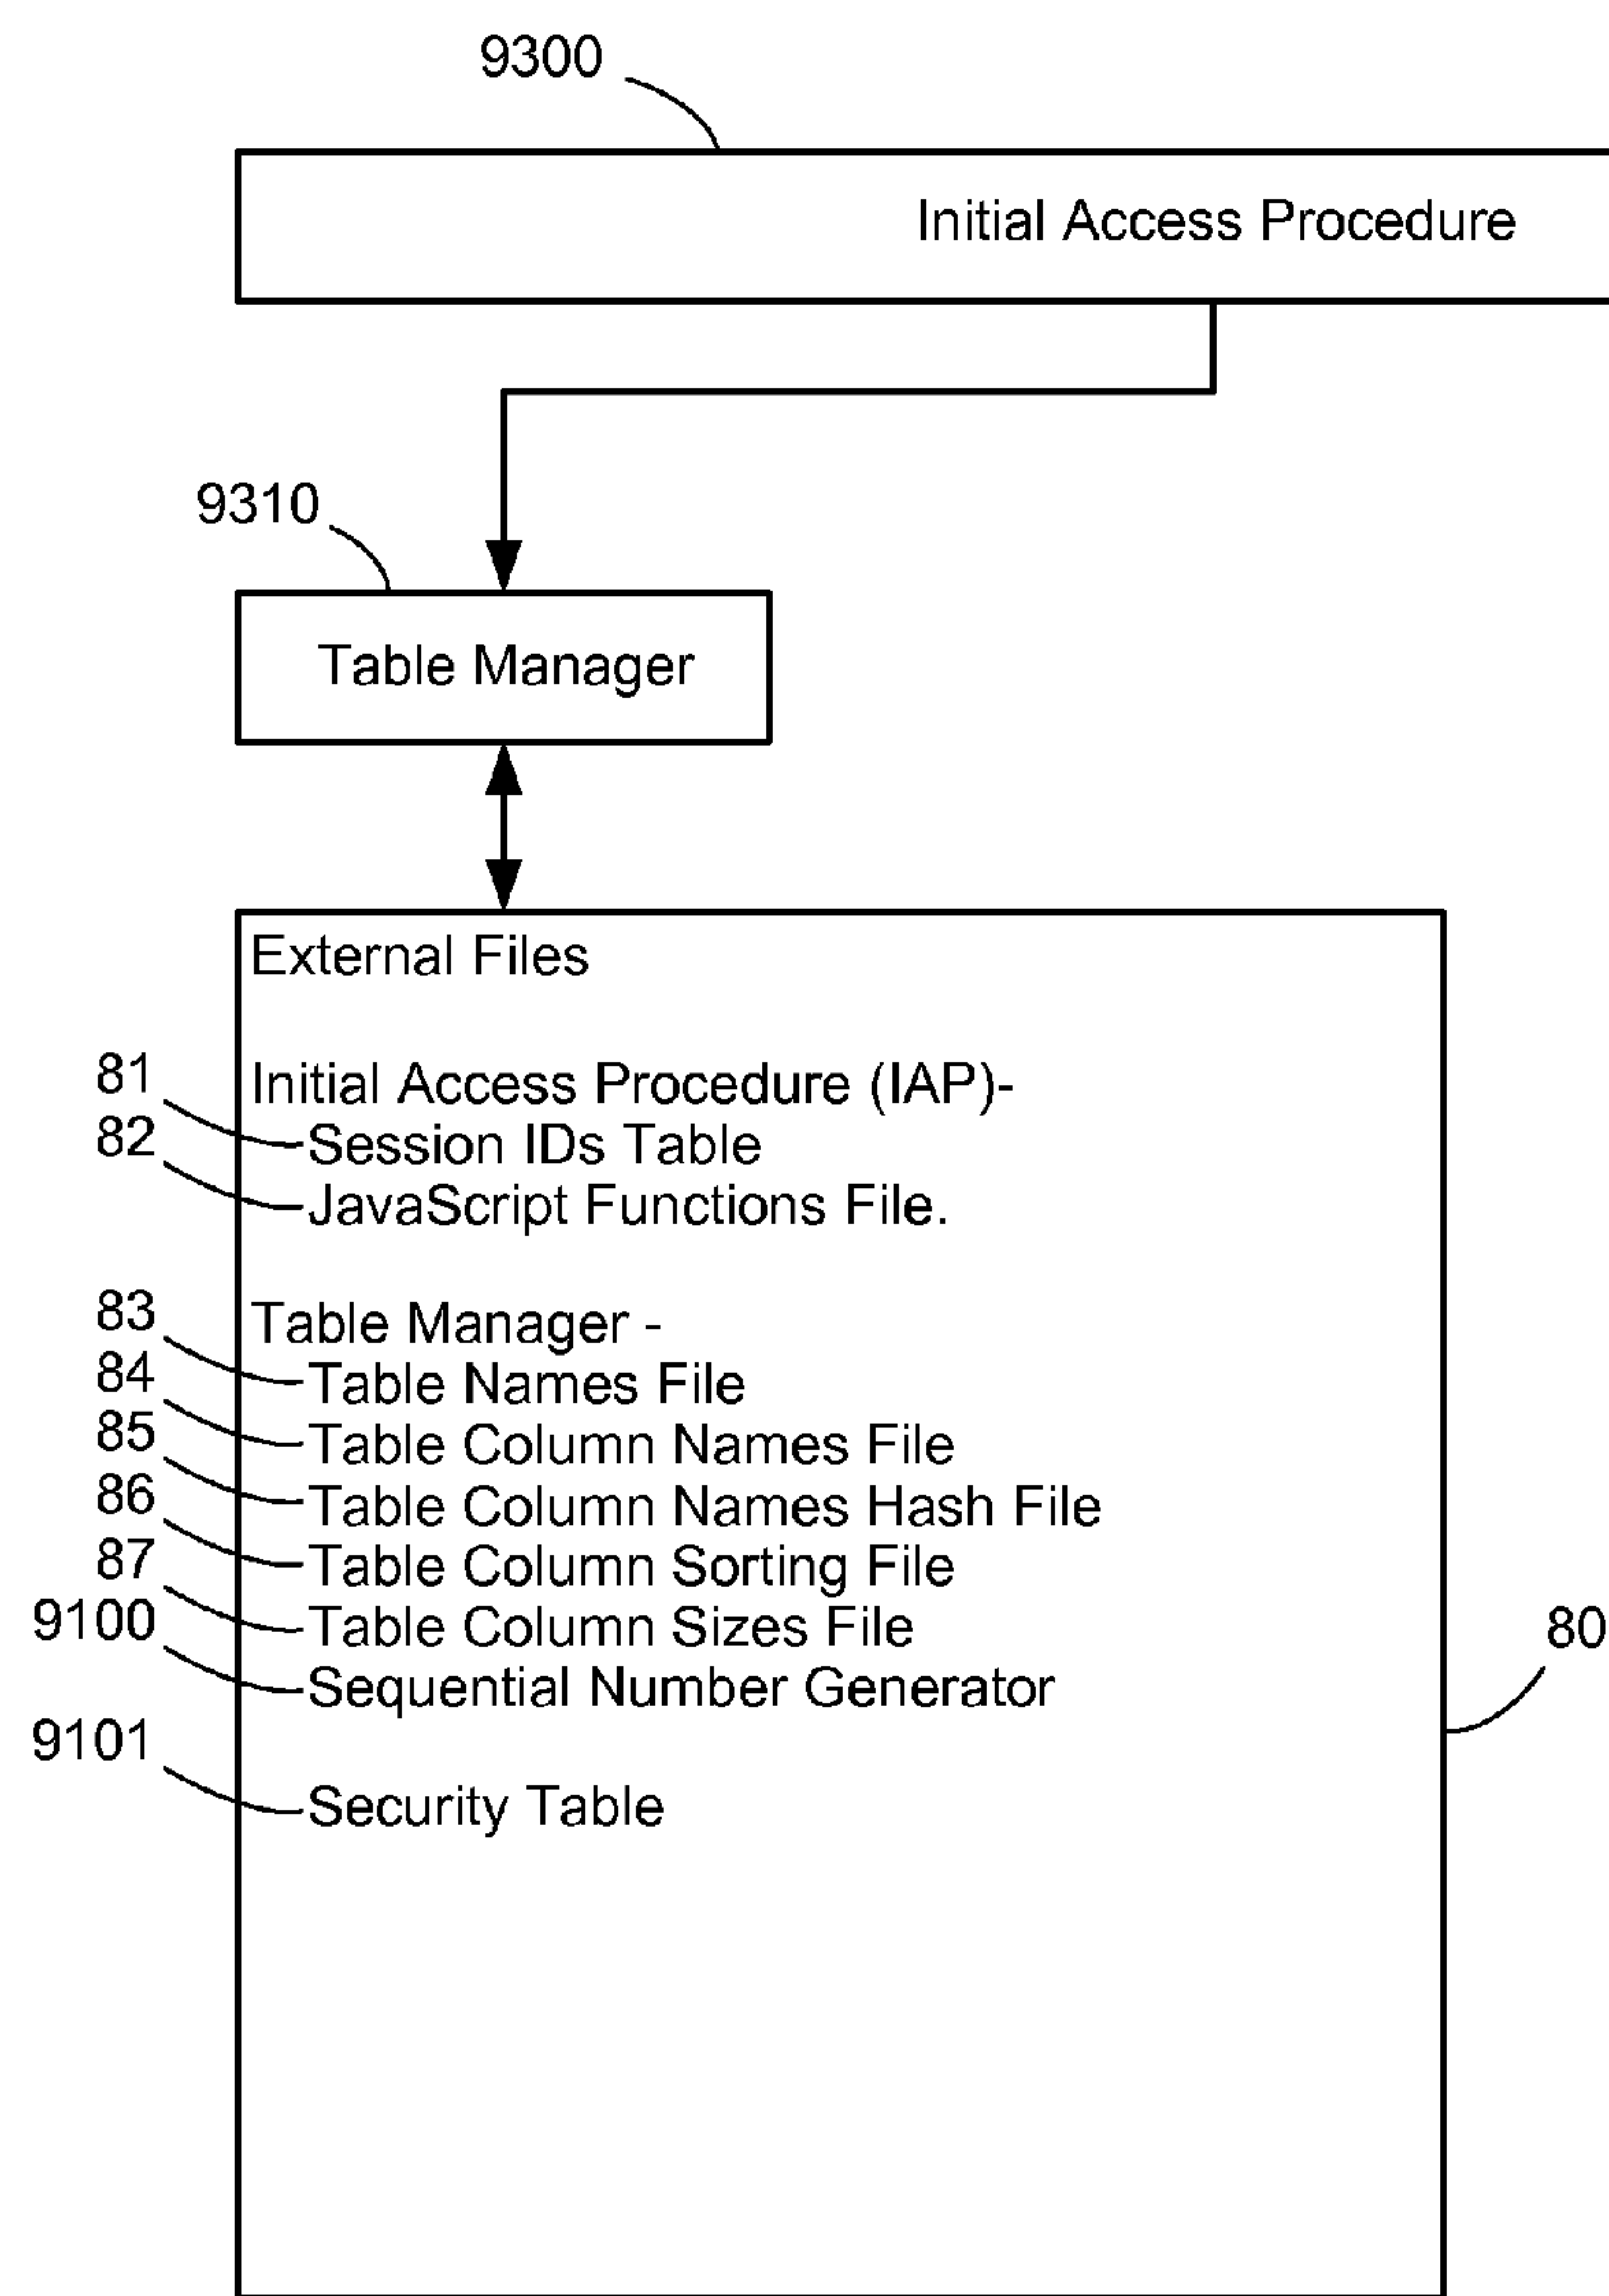 9300
Initial Access Procedure
9310
Table Manager
External Files
Initial Access Procedure (IAP)-
81
Session IDs Table
82
JavaScript Functions File.
Table Manager -
83
Table Names File
84
Table Column Names File
85
Table Column Names Hash File
86
Table Column Sorting File
87
Table Column Sizes File
9100
Sequential Number Generator
80
9101
Security Table